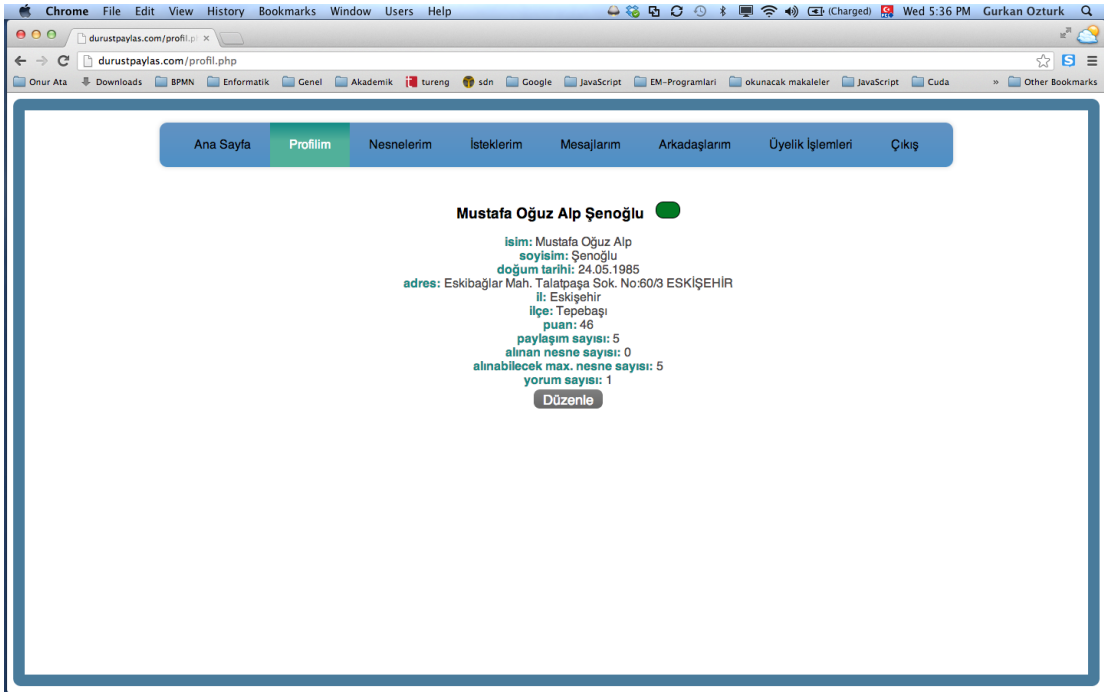 Chrome File Edit View History Bookmarks Window Users Help (Charged) Wed 5:36 PM Gurkan Ozturk
durustpaylas.com/profil.p
durustpaylas.com/profil.php
Onur Ata Downloads BPMN Enformatik Genel Akademik tureng sdn Google JavaScript EM-Programlari okunacak makaleler JavaScript Cuda » Other Bookmarks
Ana Sayfa Profilim Nesnelerim İsteklerim Mesajlarım Arkadaşlarım Üyelik İşlemleri Çıkış
Mustafa Oğuz Alp Şenoğlu
isim: Mustafa Oğuz Alp
soyisim: Şenoğlu
doğum tarihi: 24.05.1985
adres: Eskibağlar Mah. Talatpaşa Sok. No:60/3 ESKİŞEHİR
il: Eskişehir
ilçe: Tepebaşı
puan: 46
paylaşım sayısı: 5
alınan nesne sayısı: 0
alınabilecek max. nesne sayısı: 5
yorum sayısı: 1
Düzenle